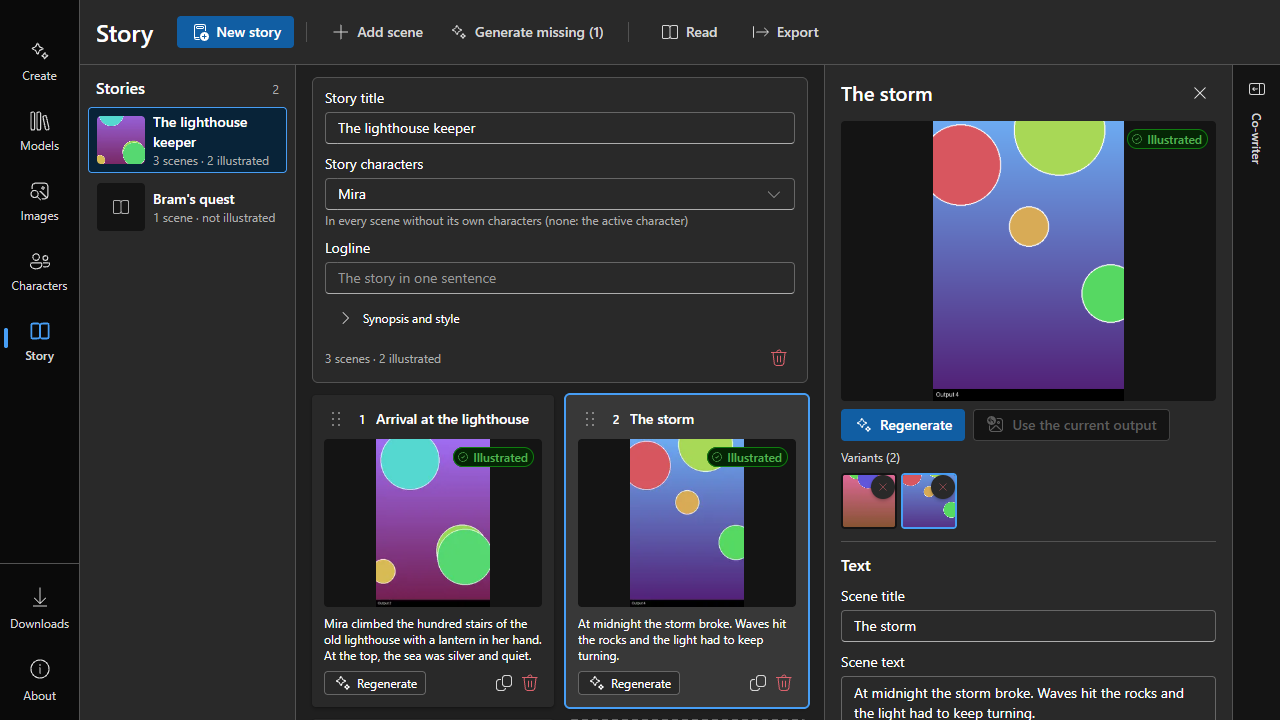 Create
Models
Images
Characters
Story
Downloads
About
Story
New story
Add scene
Generate missing (1)
Read
Export
Stories
2
The lighthouse
keeper
3 scenes · 2 illustrated
Bram's quest
1 scene · not illustrated
Story title
The lighthouse keeper
Story characters
Mira
In every scene without its own characters (none: the active character)
Logline
The story in one sentence
Synopsis and style
3 scenes · 2 illustrated
1 Arrival at the lighthouse
Illustrated
Mira climbed the hundred stairs of the
old lighthouse with a lantern in her hand.
At the top, the sea was silver and quiet.
Regenerate
2 The storm
Illustrated
At midnight the storm broke. Waves hit
the rocks and the light had to keep
turning.
Regenerate
The storm
Illustrated
Output 4
Regenerate
Use the current output
Variants (2)
Text
Scene title
The storm
Scene text
At midnight the storm broke. Waves hit the rocks and
the light had to keep turning.
Co-writer